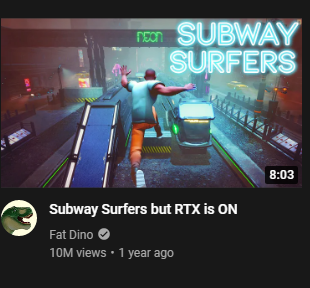 neon
SUBWAY
SURFERS
8:03
Subway Surfers but RTX is ON
Fat Dino
10M views • 1 year ago